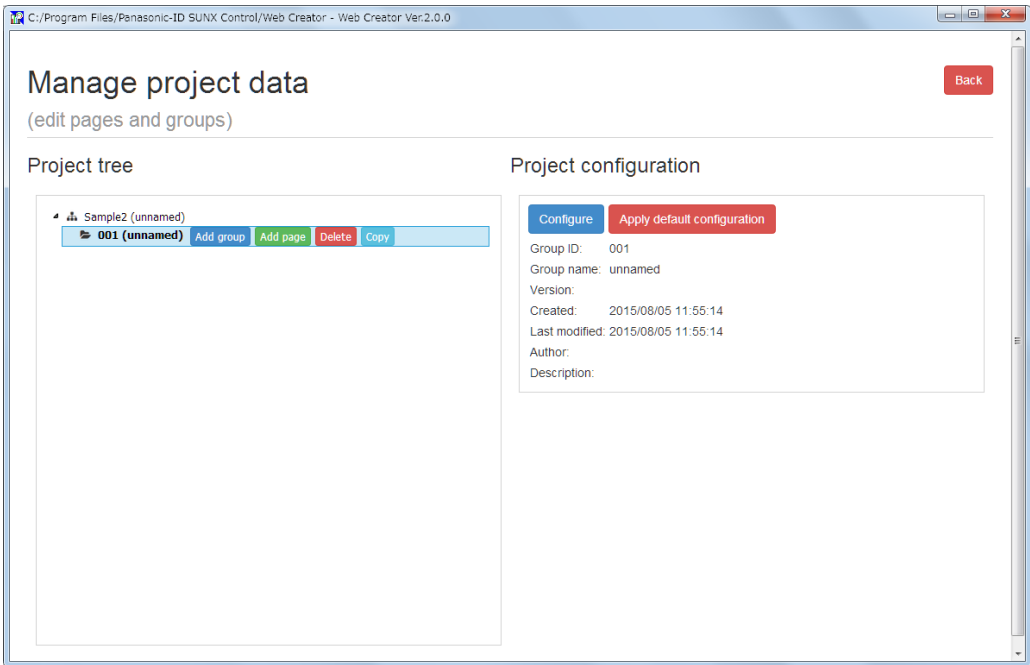 C:/Program Files/Panasonic-ID SUNX Control/Web Creator - Web Creator Ver.2.0.0
Manage project data
Back
(edit pages and groups)
Project tree
Project configuration
Sample2 (unnamed)
001 (unnamed) Add group Add page Delete Copy
Configure Apply default configuration
Group ID: 001
Group name: unnamed
Version:
Created: 2015/08/05 11:55:14
Last modified: 2015/08/05 11:55:14
Author:
Description: